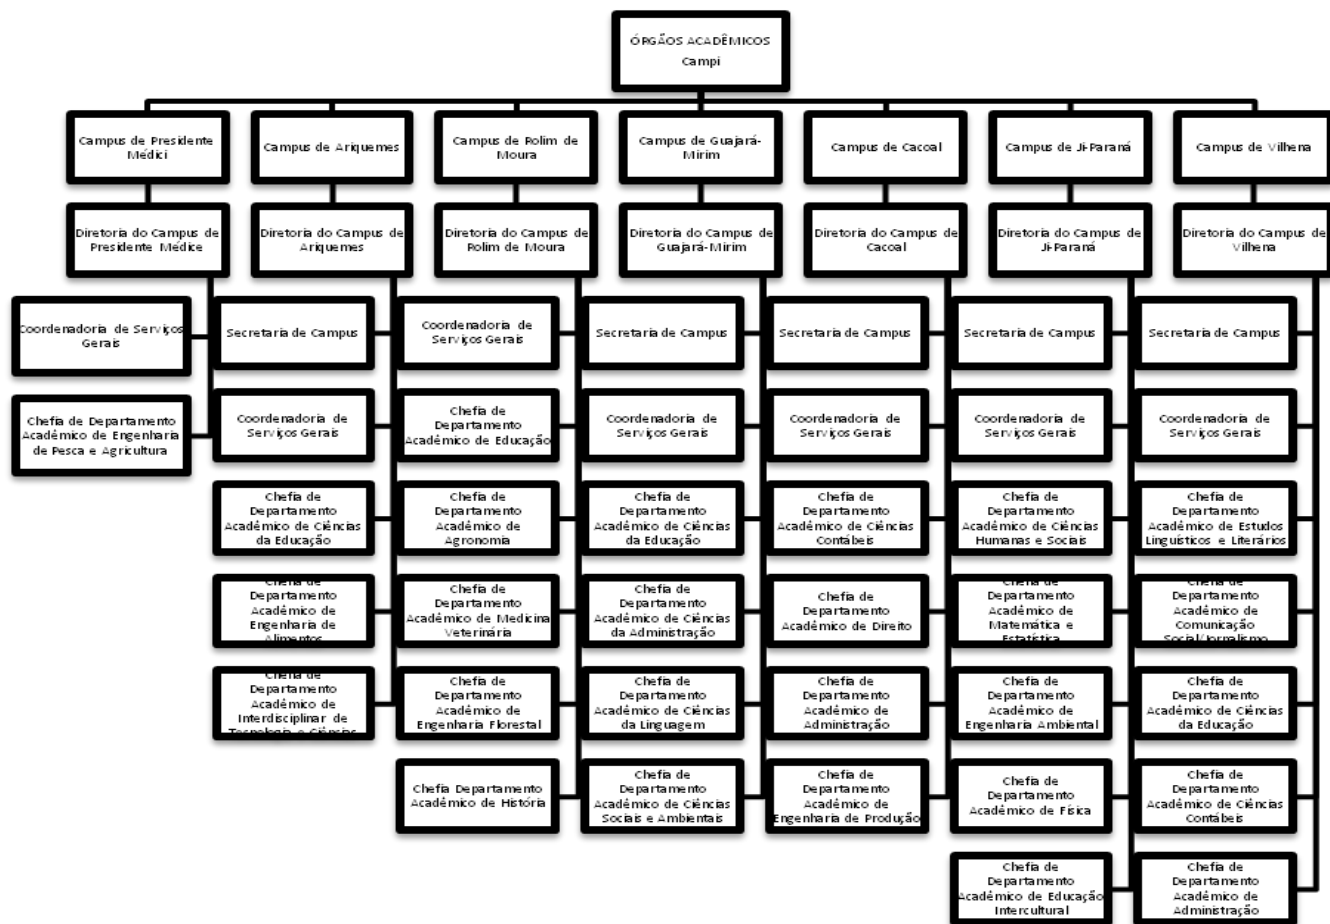 ÓRGÃOS ACADÊMICOS
Campi
Campus de Presidente
Médici
Campus de Ariquemes
Campus de Rolim de
Moura
Campus de Guajará-
Mirim
Campus de Cacoal
Campus de Ji-Paraná
Campus de Vilhena
Diretoria do Campus de
Presidente Médice
Diretoria do Campus de
Ariquemes
Diretoria do Campus de
Rolim de Moura
Diretoria do Campus de
Guajará-Mirim
Diretoria do Campus de
Cacoal
Diretoria do Campus de
Ji-Paraná
Diretoria do Campus de
Vilhena
Coordenadoria de Serviços
Gerais
Chefia de Departamento
Acadêmico de Engenharia
de Pesca e Agricultura
Secretaria de Campus
Coordenadoria de
Serviços Gerais
Chefia de
Departamento
Acadêmico de Ciências
da Educação
Chefia de
Departamento
Acadêmico de
Engenharia de
Alimentos
Chefia de
Departamento
Acadêmico de
Interdisciplinar de
Tecnologia e Ciências
Coordenadoria de
Serviços Gerais
Chefia de
Departamento
Acadêmico de Educação
Chefia de
Departamento
Acadêmico de
Agronomia
Chefia de
Departamento
Acadêmico de Medicina
Veterinária
Chefia de
Departamento
Acadêmico de
Engenharia Florestal
Chefia Departamento
Acadêmico de História
Secretaria de Campus
Coordenadoria de
Serviços Gerais
Chefia de
Departamento
Acadêmico de Ciências
da Educação
Chefia de
Departamento
Acadêmico de Ciências
da Administração
Chefia de
Departamento
Acadêmico de Ciências
da Linguagem
Chefia de
Departamento
Acadêmico de Ciências
Sociais e Ambientais
Secretaria de Campus
Coordenadoria de
Serviços Gerais
Chefia de
Departamento
Acadêmico de Ciências
Contábeis
Chefia de
Departamento
Acadêmico de Direito
Chefia de
Departamento
Acadêmico de
Administração
Chefia de
Departamento
Acadêmico de
Engenharia de Produção
Secretaria de Campus
Coordenadoria de
Serviços Gerais
Chefia de
Departamento
Acadêmico de Ciências
Humanas e Sociais
Chefia de
Departamento
Acadêmico de
Matemática e
Estatística
Chefia de
Departamento
Acadêmico de
Engenharia Ambiental
Chefia de
Departamento
Acadêmico de Física
Chefia de
Departamento
Acadêmico de Educação
Intercultural
Secretaria de Campus
Coordenadoria de
Serviços Gerais
Chefia de
Departamento
Acadêmico de Estudos
Linguísticos e Literários
Chefia de
Departamento
Acadêmico de
Comunicação
Social/Jornalismo
Chefia de
Departamento
Acadêmico de Ciências
da Educação
Chefia de
Departamento
Acadêmico de Ciências
Contábeis
Chefia de
Departamento
Acadêmico de
Administração